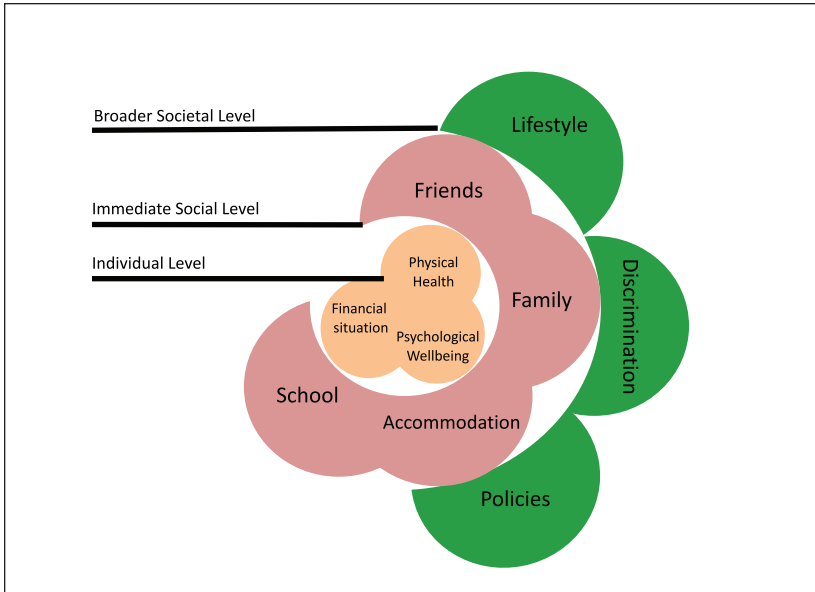 Broader Societal Level
Lifestyle
Friends
Immediate Social Level
Individual Level
Physical
Health
Discrimination
Family
Financial
situation
Psychological
Wellbeing
School
Accommodation
Policies